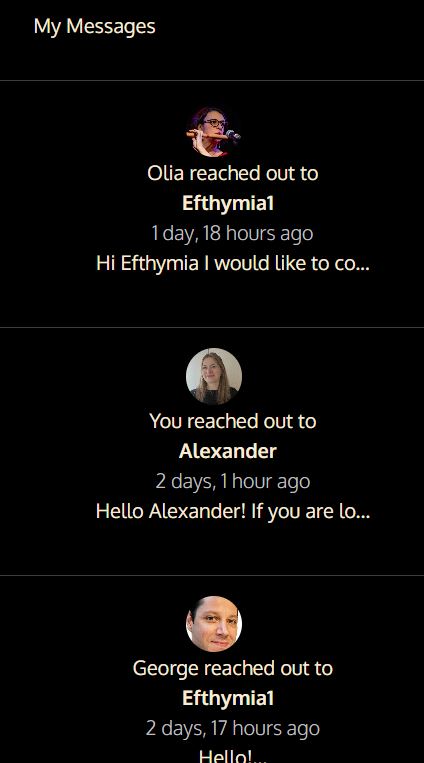 My Messages
Olia reached out to
Efthymia1
1 day, 18 hours ago
Hi Efthymia I would like to co...
You reached out to
Alexander
2 days, 1 hour ago
Hello Alexander! If you are lo...
George reached out to
Efthymia1
2 days, 17 hours ago
Hello!...